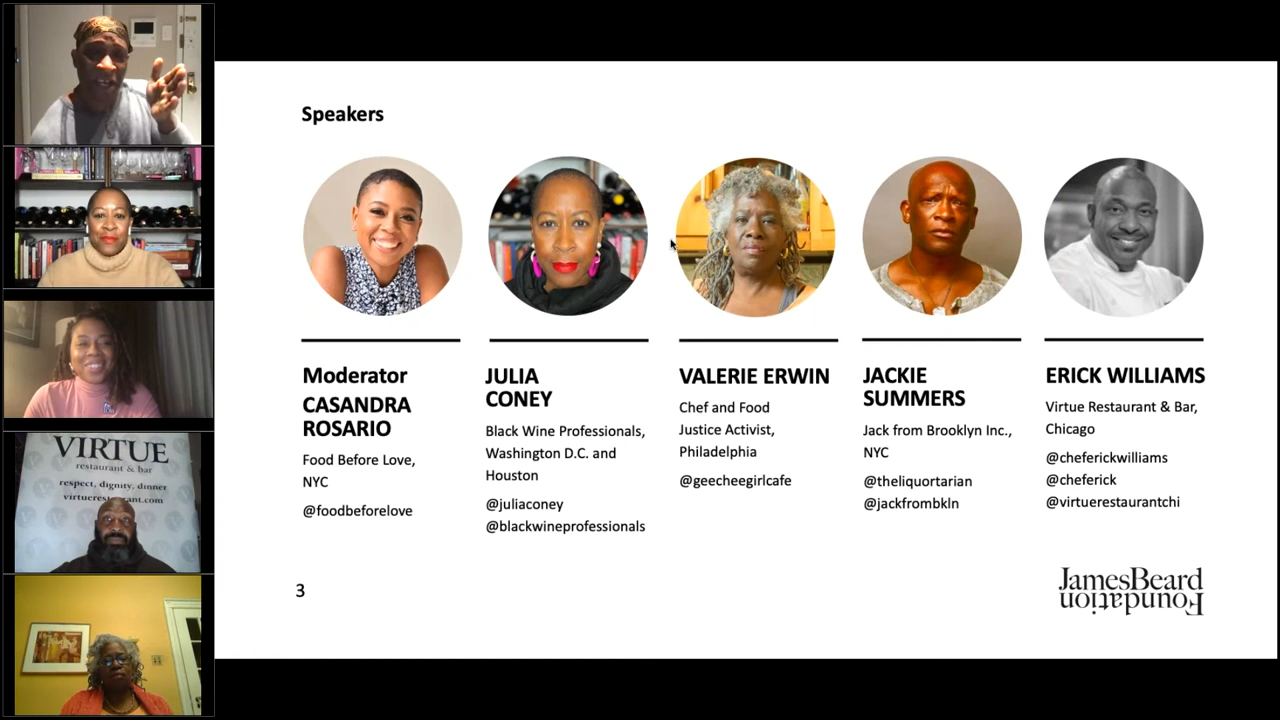 VIRTUE
restaurant & bar
respect, dignity, dinner
Speakers
Moderator
CASANDRA
ROSARIO
Food Before Love,
NYC
@foodbeforelove
JULIA
CONEY
Black Wine Professionals,
Washington D.C. and
Houston
@juliaconey
@blackwineprofessionals
VALERIE ERWIN
Chef and Food
Justice Activist,
Philadelphia
@geecheegirlcafe
JACKIE
SUMMERS
Jack from Brooklyn Inc.,
NYC
@theliquortarian
@jackfrombkln
ERICK WILLIAMS
Virtue Restaurant & Bar,
Chicago
@cheferickwilliams
@cheferick
@virtuerestaurantchi
3
JamesBeard
Foundation